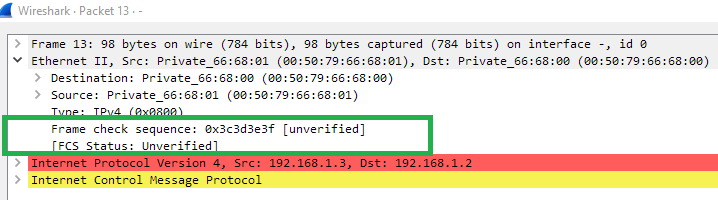 Wireshark · Packet 13 · -
Frame 13: 98 bytes on wire (784 bits), 98 bytes captured (784 bits) on interface -, id 0
Ethernet II, Src: Private_66:68:01 (00:50:79:66:68:01), Dst: Private_66:68:00 (00:50:79:66:68:00)
Destination: Private_66:68:00 (00:50:79:66:68:00)
Source: Private_66:68:01 (00:50:79:66:68:01)
Type: IPv4 (0x0800)
Frame check sequence: 0x3c3d3e3f [unverified]
[FCS Status: Unverified]
Internet Protocol Version 4, Src: 192.168.1.3, Dst: 192.168.1.2
Internet Control Message Protocol